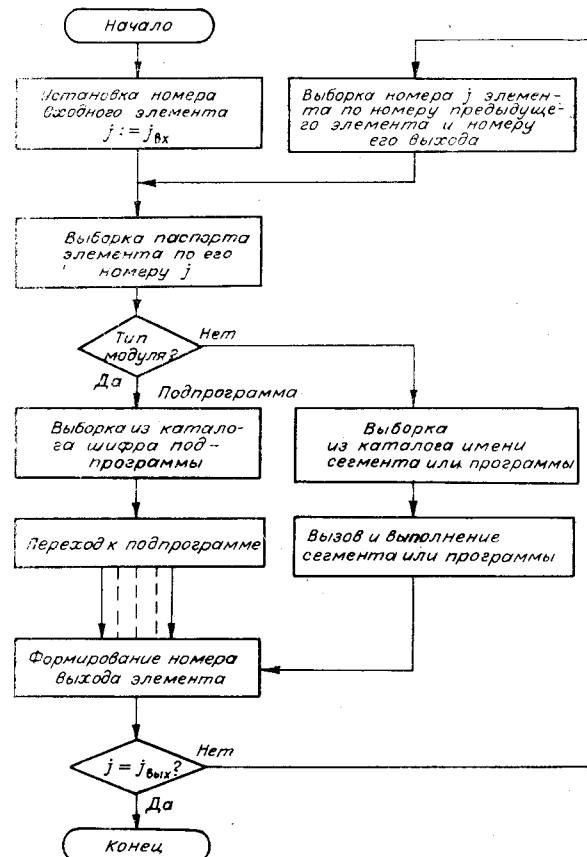 Начало
Установка номера
входного элемента
j := jвх
Выборка номера j элемен-
та по номеру предыдуще-
го элемента и номеру
его выхода
Выборка паспорта
элемента по его
номеру j
Тип
модуля?
Нет
Да
Подпрограмма
Выборка из катало-
га шифра под-
программы
Выборка
из каталога имени
сегмента или программы
Переход к подпрограмме
Вызов и выполнение
сегмента или программы
Формирование номера
выхода элемента
j = jвых?
Нет
Да
Конец